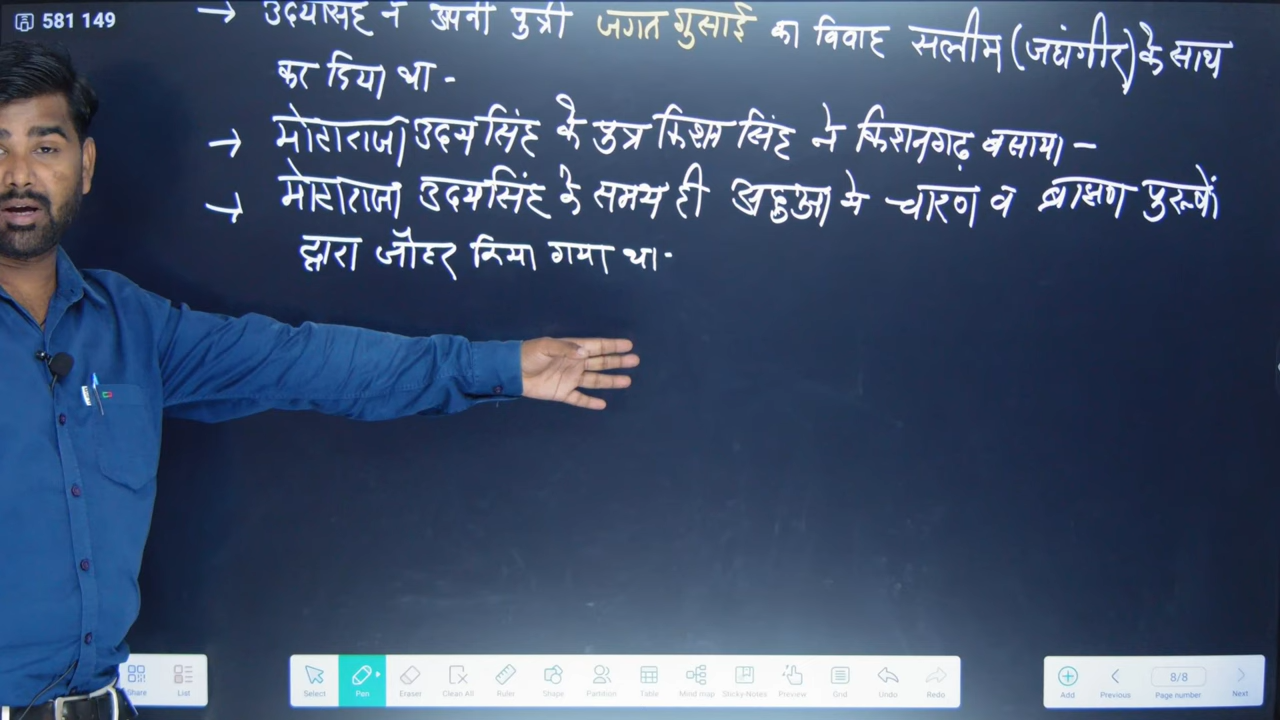 581 149
→ उदयसिंह ने अपनी पुत्री जगत गुसाई का विवाह सलीम (जहांगीर) के साथ
कर दिया था -
→ मोटाराजा उदयसिंह के पुत्र किशन सिंह ने किशनगढ़ बसाया -
→ मोटाराजा उदयसिंह के समय ही में चारण व ब्राह्मण पुरुषों
द्वारा जौहर किया गया था -
Share List Select Pen Eraser Clean All Ruler Shape Partition Table Mind map Sticky-Notes Preview Grid Undo Redo Add Previous 8/8 Page number Next